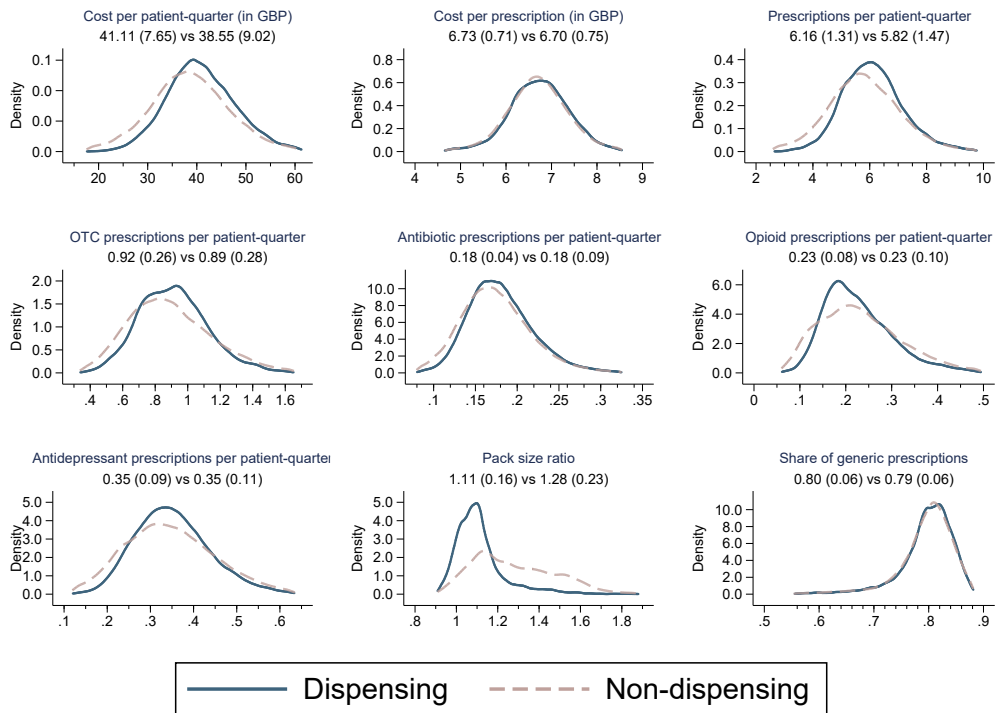 Cost per patient-quarter (in GBP)
41.11 (7.65) vs 38.55 (9.02)
Density
0.1
0.0
0.0
0.0
20 30 40 50 60
Cost per prescription (in GBP)
6.73 (0.71) vs 6.70 (0.75)
Density
0.8
0.6
0.4
0.2
0.0
4 5 6 7 8 9
Prescriptions per patient-quarter
6.16 (1.31) vs 5.82 (1.47)
Density
0.4
0.3
0.2
0.1
0.0
2 4 6 8 10
OTC prescriptions per patient-quarter
0.92 (0.26) vs 0.89 (0.28)
Density
2.0
1.5
1.0
0.5
0.0
.4 .6 .8 1 1.2 1.4 1.6
Antibiotic prescriptions per patient-quarter
0.18 (0.04) vs 0.18 (0.09)
Density
10.0
8.0
6.0
4.0
2.0
0.0
.1 .15 .2 .25 .3 .35
Opioid prescriptions per patient-quarter
0.23 (0.08) vs 0.23 (0.10)
Density
6.0
4.0
2.0
0.0
0 .1 .2 .3 .4 .5
Antidepressant prescriptions per patient-quarter
0.35 (0.09) vs 0.35 (0.11)
Density
5.0
4.0
3.0
2.0
1.0
0.0
.1 .2 .3 .4 .5 .6
Pack size ratio
1.11 (0.16) vs 1.28 (0.23)
Density
5.0
4.0
3.0
2.0
1.0
0.0
.8 1 1.2 1.4 1.6 1.8
Share of generic prescriptions
0.80 (0.06) vs 0.79 (0.06)
Density
10.0
8.0
6.0
4.0
2.0
0.0
.5 .6 .7 .8 .9
Dispensing Non-dispensing